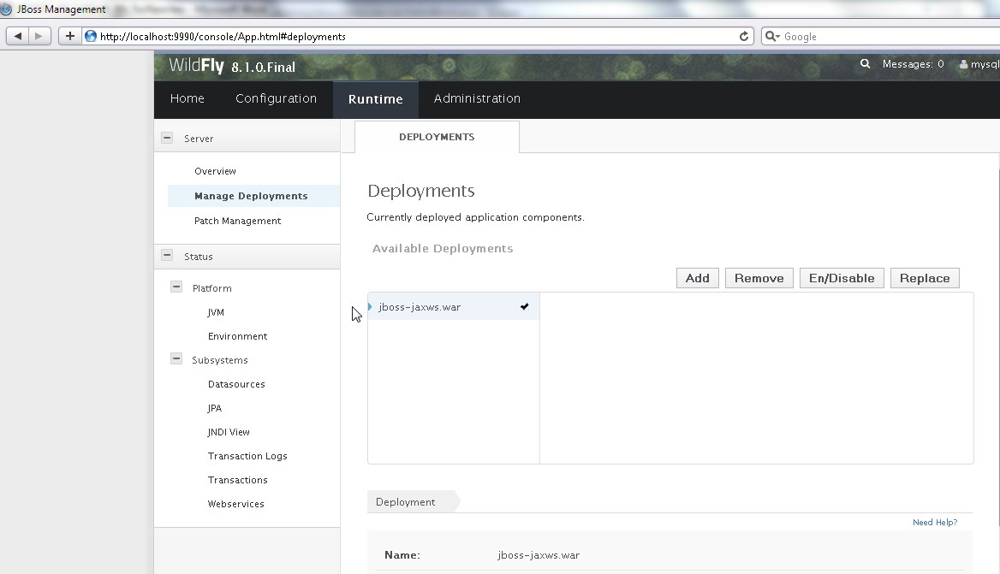 JBoss Management
http://localhost:9990/console/App.html#deployments
Google
WildFly 8.1.0.Final
Messages: 0
mysql
Home
Configuration
Runtime
Administration
Server
Overview
Manage Deployments
Patch Management
Status
Platform
JVM
Environment
Subsystems
Datasources
JPA
JNDI View
Transaction Logs
Transactions
Webservices
DEPLOYMENTS
Deployments
Currently deployed application components.
Available Deployments
Add
Remove
En/Disable
Replace
jboss-jaxws.war
Deployment
Need Help?
Name: jboss-jaxws.war